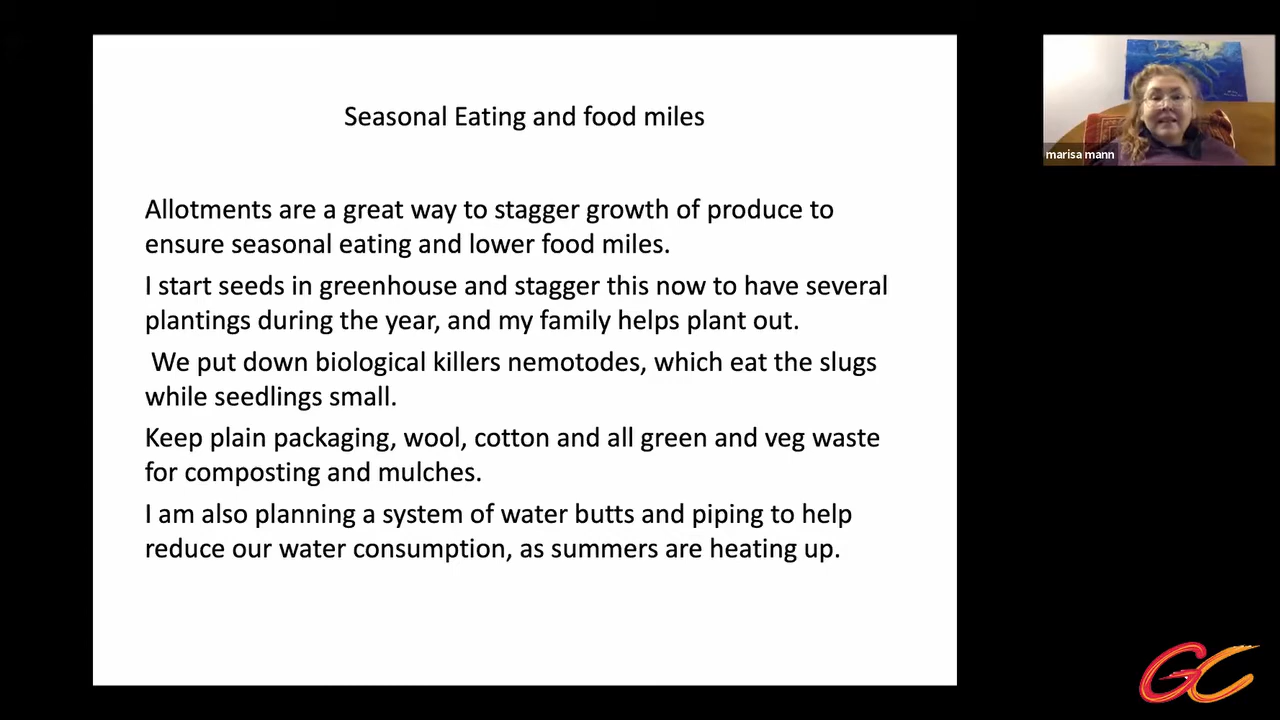 Seasonal Eating and food miles
Allotments are a great way to stagger growth of produce to
ensure seasonal eating and lower food miles.
I start seeds in greenhouse and stagger this now to have several
plantings during the year, and my family helps plant out.
We put down biological killers nemotodes, which eat the slugs
while seedlings small.
Keep plain packaging, wool, cotton and all green and veg waste
for composting and mulches.
I am also planning a system of water butts and piping to help
reduce our water consumption, as summers are heating up.
marisa mann
GC